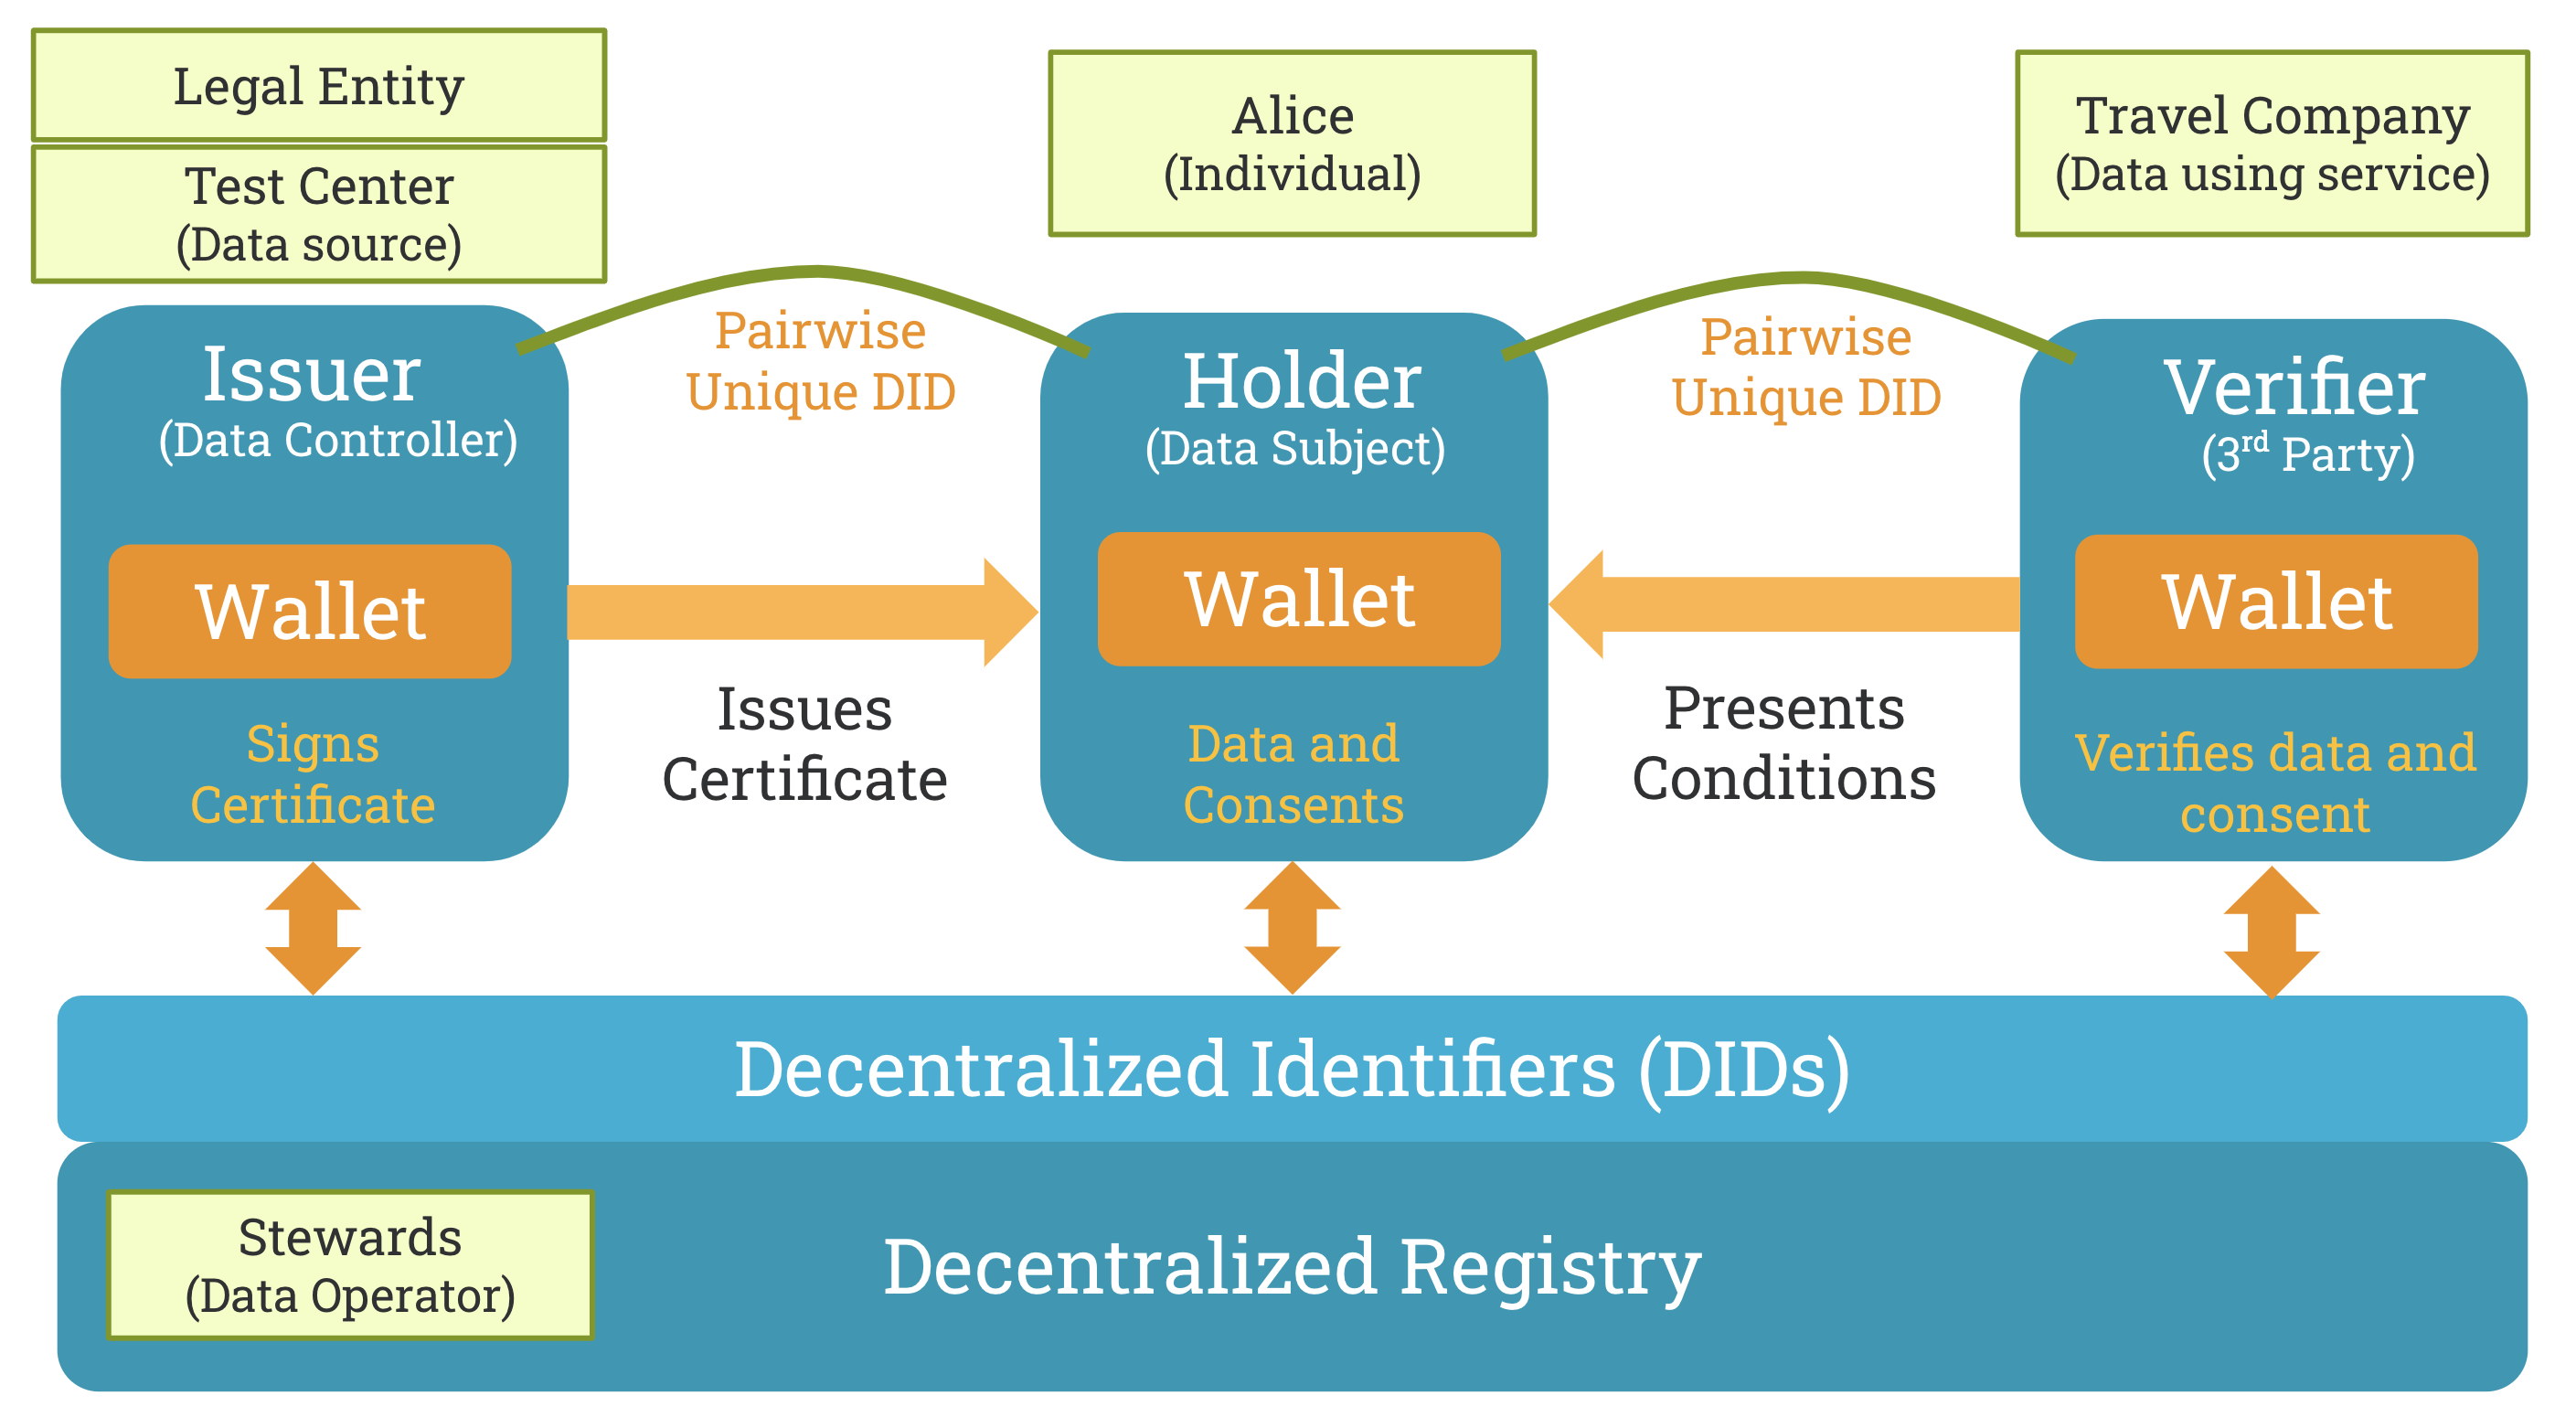 Legal Entity
Test Center
(Data source)
Alice
(Individual)
Travel Company
(Data using service)
Issuer
(Data Controller)
Wallet
Signs
Certificate
Pairwise
Unique DID
Issues
Certificate
Holder
(Data Subject)
Wallet
Data and
Consents
Pairwise
Unique DID
Presents
Conditions
Verifier
(3rd Party)
Wallet
Verifies data and
consent
Decentralized Identifiers (DIDs)
Stewards
(Data Operator)
Decentralized Registry